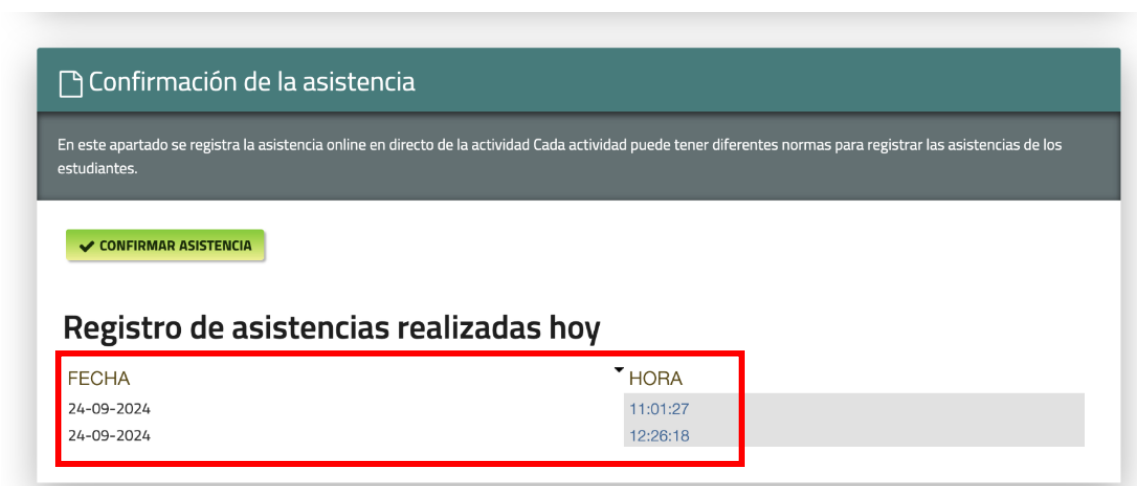 Confirmación de la asistencia
En este apartado se registra la asistencia online en directo de la actividad Cada actividad puede tener diferentes normas para registrar las asistencias de los
estudiantes.
CONFIRMAR ASISTENCIA
Registro de asistencias realizadas hoy
FECHA HORA
24-09-2024 11:01:27
24-09-2024 12:26:18